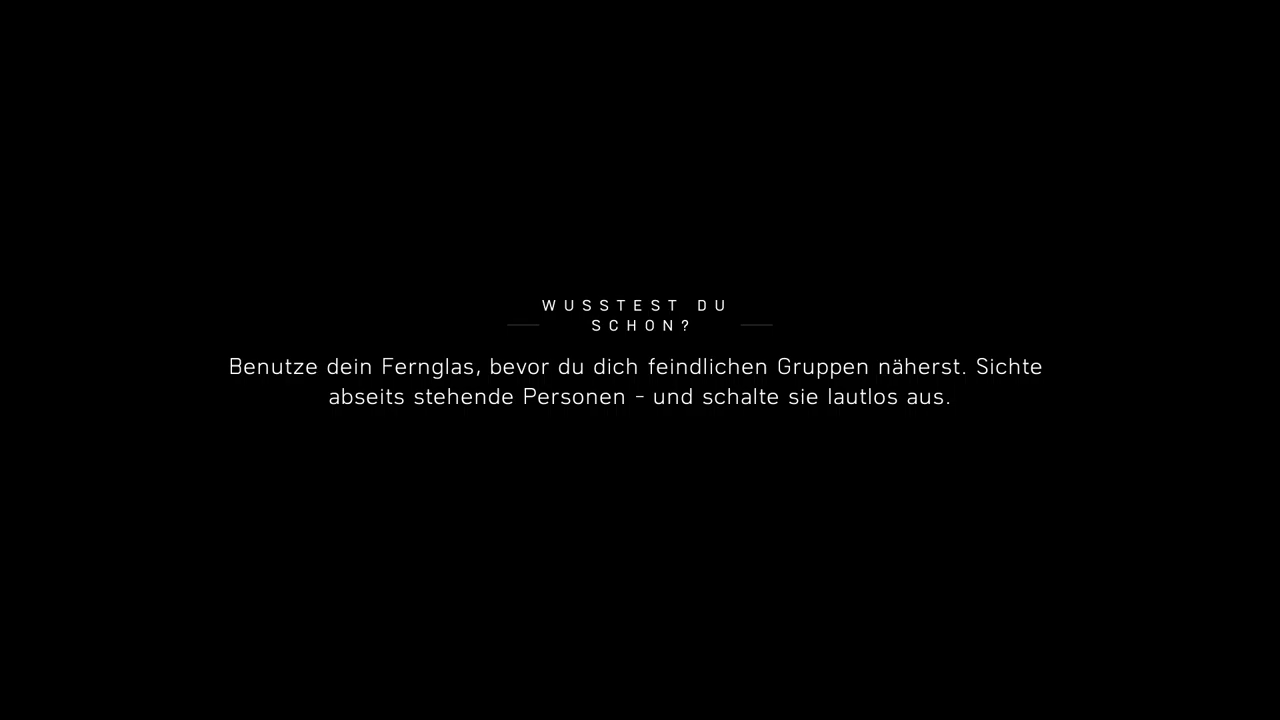 WUSSTEST DU
SCHON?
Benutze dein Fernglas, bevor du dich feindlichen Gruppen näherst. Sichte
abseits stehende Personen - und schalte sie lautlos aus.